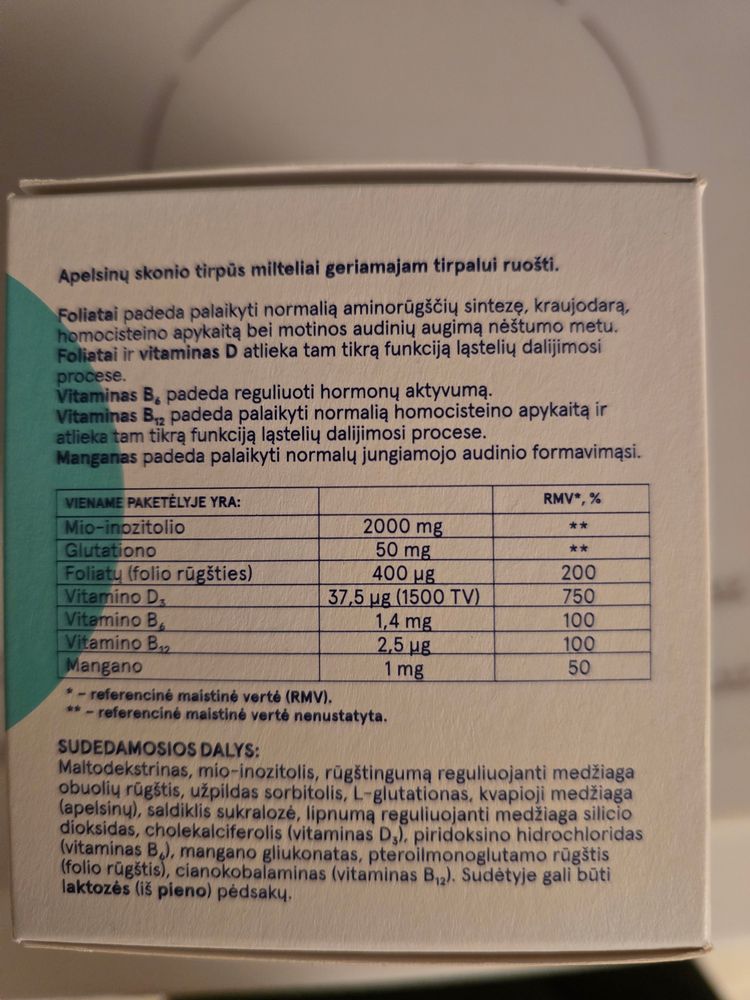 Apelsinų skonio tirpūs milteliai geriamajam tirpalui ruošti.
Foliatai padeda palaikyti normalią aminorūgščių sintezę, kraujodarą,
homocisteino apykaitą bei motinos audinių augimą nėštumo metu.
Foliatai ir vitaminas D atlieka tam tikrą funkciją ląstelių dalijimosi
procese.
Vitaminas B₆ padeda reguliuoti hormonų aktyvumą.
Vitaminas B₁₂ padeda palaikyti normalią homocisteino apykaitą ir
atlieka tam tikrą funkciją ląstelių dalijimosi procese.
Manganas padeda palaikyti normalų jungiamojo audinio formavimąsi.
VIENAME PAKETĖLYJE YRA: RMV*, %
Mio-inozitolio 2000 mg **
Glutationo 50 mg **
Foliatų (folio rūgšties) 400 µg 200
Vitamino D₃ 37,5 µg (1500 TV) 750
Vitamino B₆ 1,4 mg 100
Vitamino B₁₂ 2,5 µg 100
Mangano 1 mg 50
* – referencinė maistinė vertė (RMV).
** – referencinė maistinė vertė nenustatyta.
SUDEDAMOSIOS DALYS:
Maltodekstrinas, mio-inozitolis, rūgštingumą reguliuojanti medžiaga
obuolių rūgštis, užpildas sorbitolis, L-glutationas, kvapioji medžiaga
(apelsinų), saldiklis sukralozė, lipnumą reguliuojanti medžiaga silicio
dioksidas, cholekalciferolis (vitaminas D₃), piridoksino hidrochloridas
(vitaminas B₆), mangano gliukonatas, pteroilmonoglutamo rūgštis
(folio rūgštis), cianokobalaminas (vitaminas B₁₂). Sudėtyje gali būti
laktozės (iš pieno) pėdsakų.